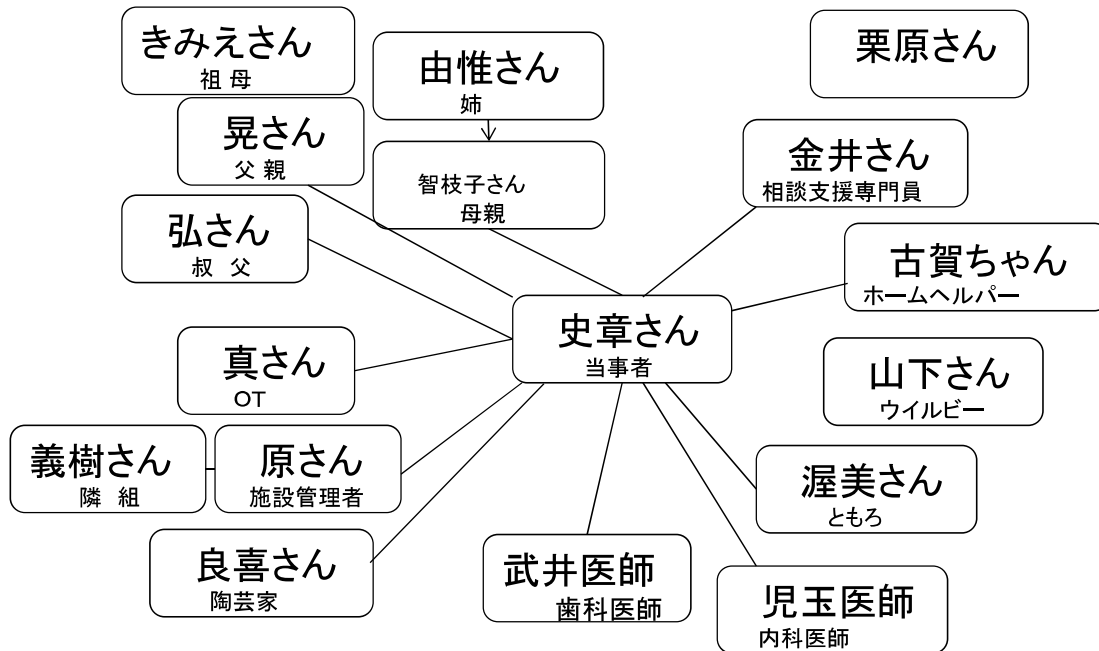 きみえさん
祖 母
由惟さん
姉
栗原さん
晃さん
父 親
智枝子さん
母親
金井さん
相談支援専門員
弘さん
叔 父
古賀ちゃん
ホームヘルパー
史章さん
当事者
真さん
OT
山下さん
ウイルビー
義樹さん
隣 組
原さん
施設管理者
渥美さん
ともろ
良喜さん
陶芸家
武井医師
歯科医師
児玉医師
内科医師